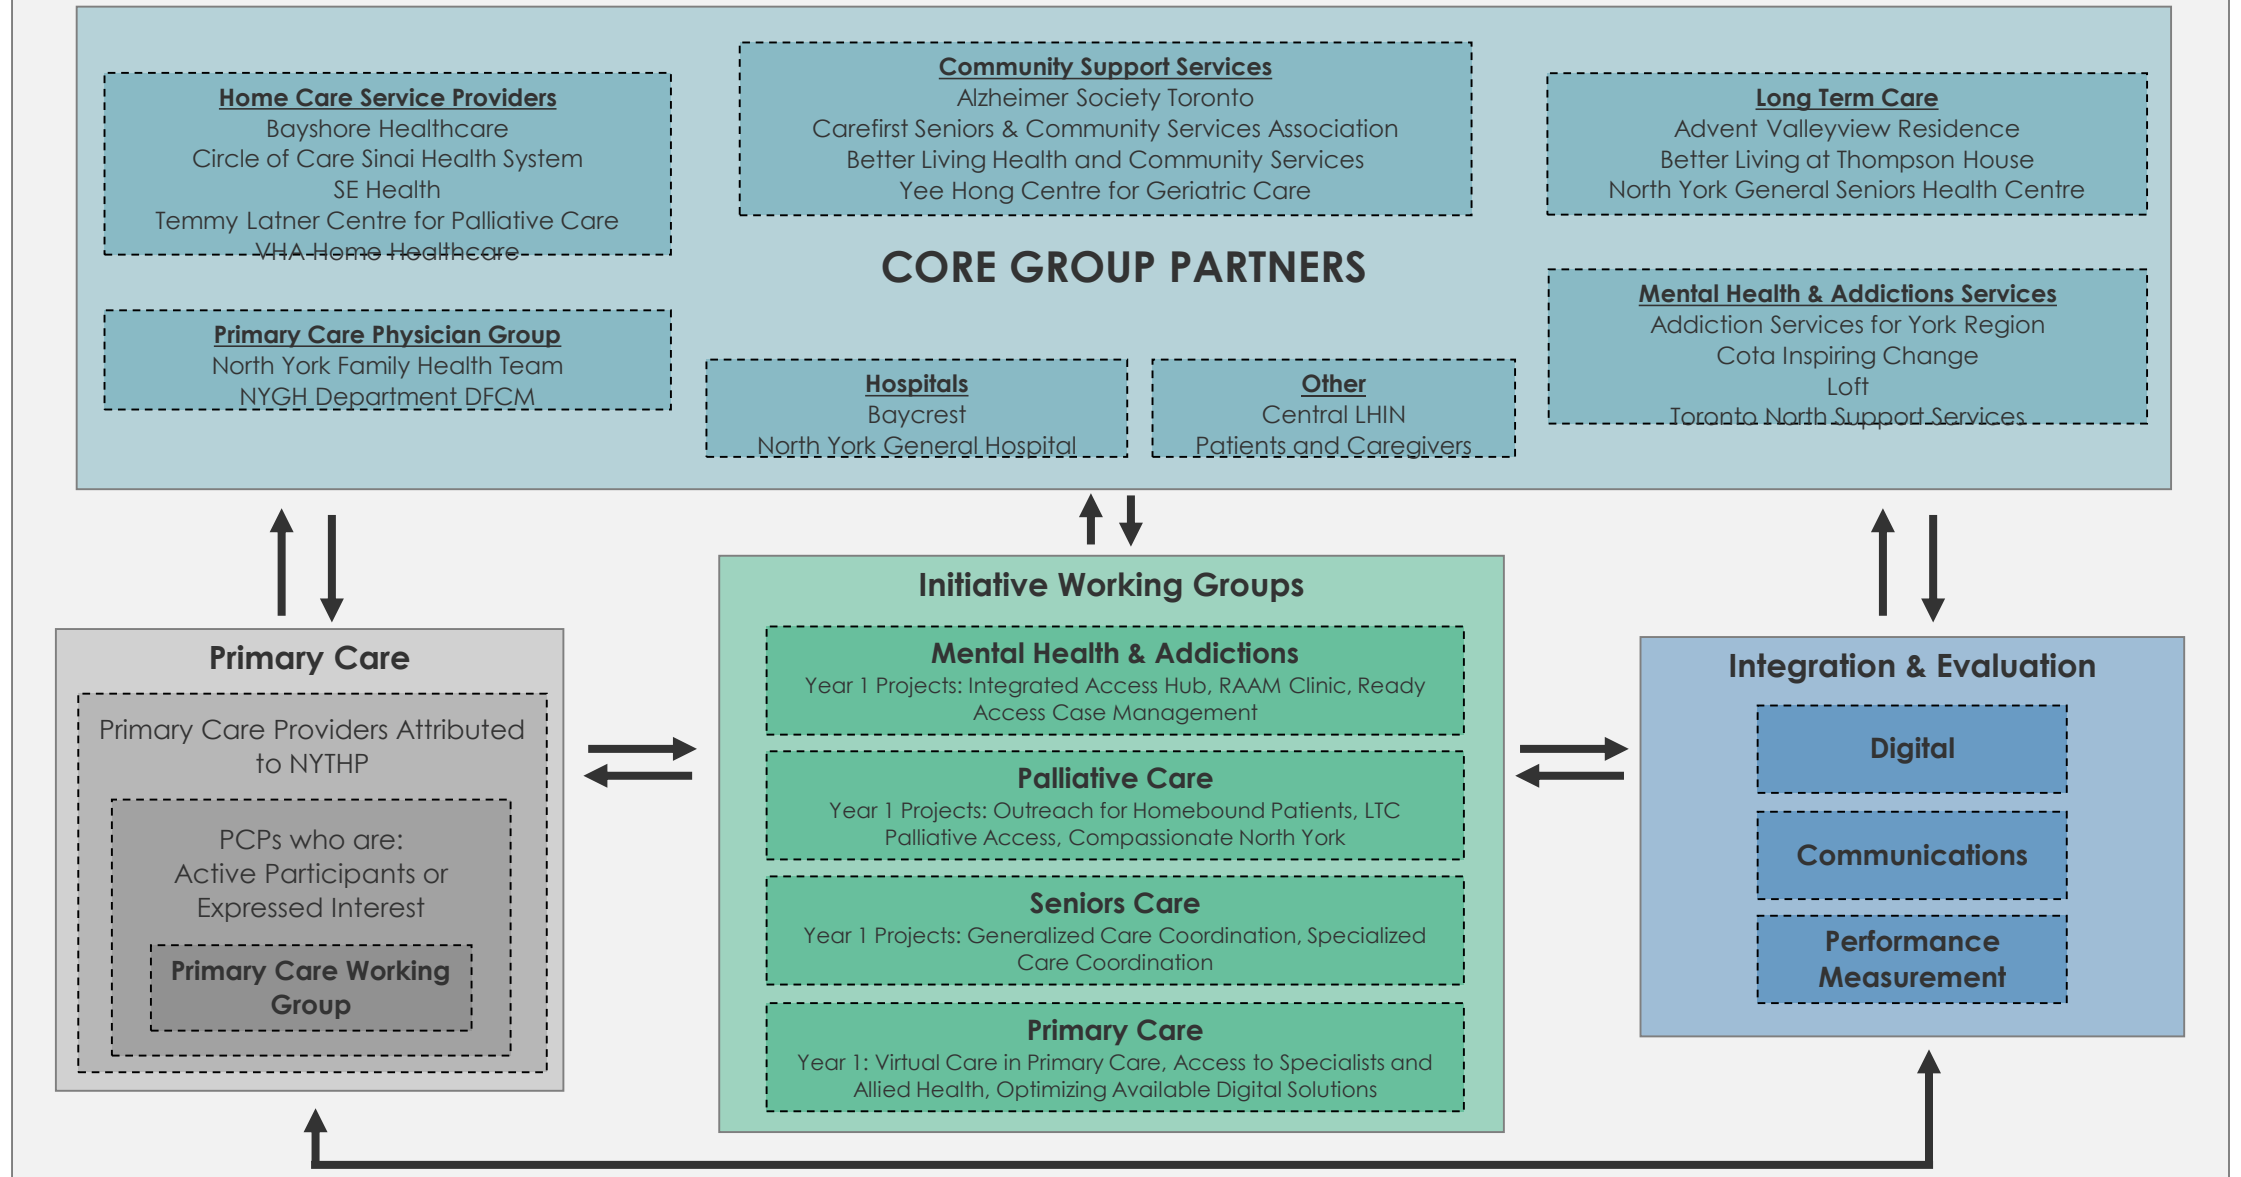 Home Care Service Providers
Bayshore Healthcare
Circle of Care Sinai Health System
SE Health
Temmy Latner Centre for Palliative Care
VHA Home Healthcare
Community Support Services
Alzheimer Society Toronto
Carefirst Seniors & Community Services Association
Better Living Health and Community Services
Yee Hong Centre for Geriatric Care
Long Term Care
Advent Valleyview Residence
Better Living at Thompson House
North York General Seniors Health Centre
CORE GROUP PARTNERS
Primary Care Physician Group
North York Family Health Team
NYGH Department DFCM
Hospitals
Baycrest
North York General Hospital
Other
Central LHIN
Patients and Caregivers
Mental Health & Addictions Services
Addiction Services for York Region
Cota Inspiring Change
Loft
Toronto North Support Services
Primary Care
Primary Care Providers Attributed
to NYTHP
PCPs who are:
Active Participants or
Expressed Interest
Primary Care Working
Group
Initiative Working Groups
Mental Health & Addictions
Year 1 Projects: Integrated Access Hub, RAAM Clinic, Ready
Access Case Management
Palliative Care
Year 1 Projects: Outreach for Homebound Patients, LTC
Palliative Access, Compassionate North York
Seniors Care
Year 1 Projects: Generalized Care Coordination, Specialized
Care Coordination
Primary Care
Year 1: Virtual Care in Primary Care, Access to Specialists and
Allied Health, Optimizing Available Digital Solutions
Integration & Evaluation
Digital
Communications
Performance
Measurement